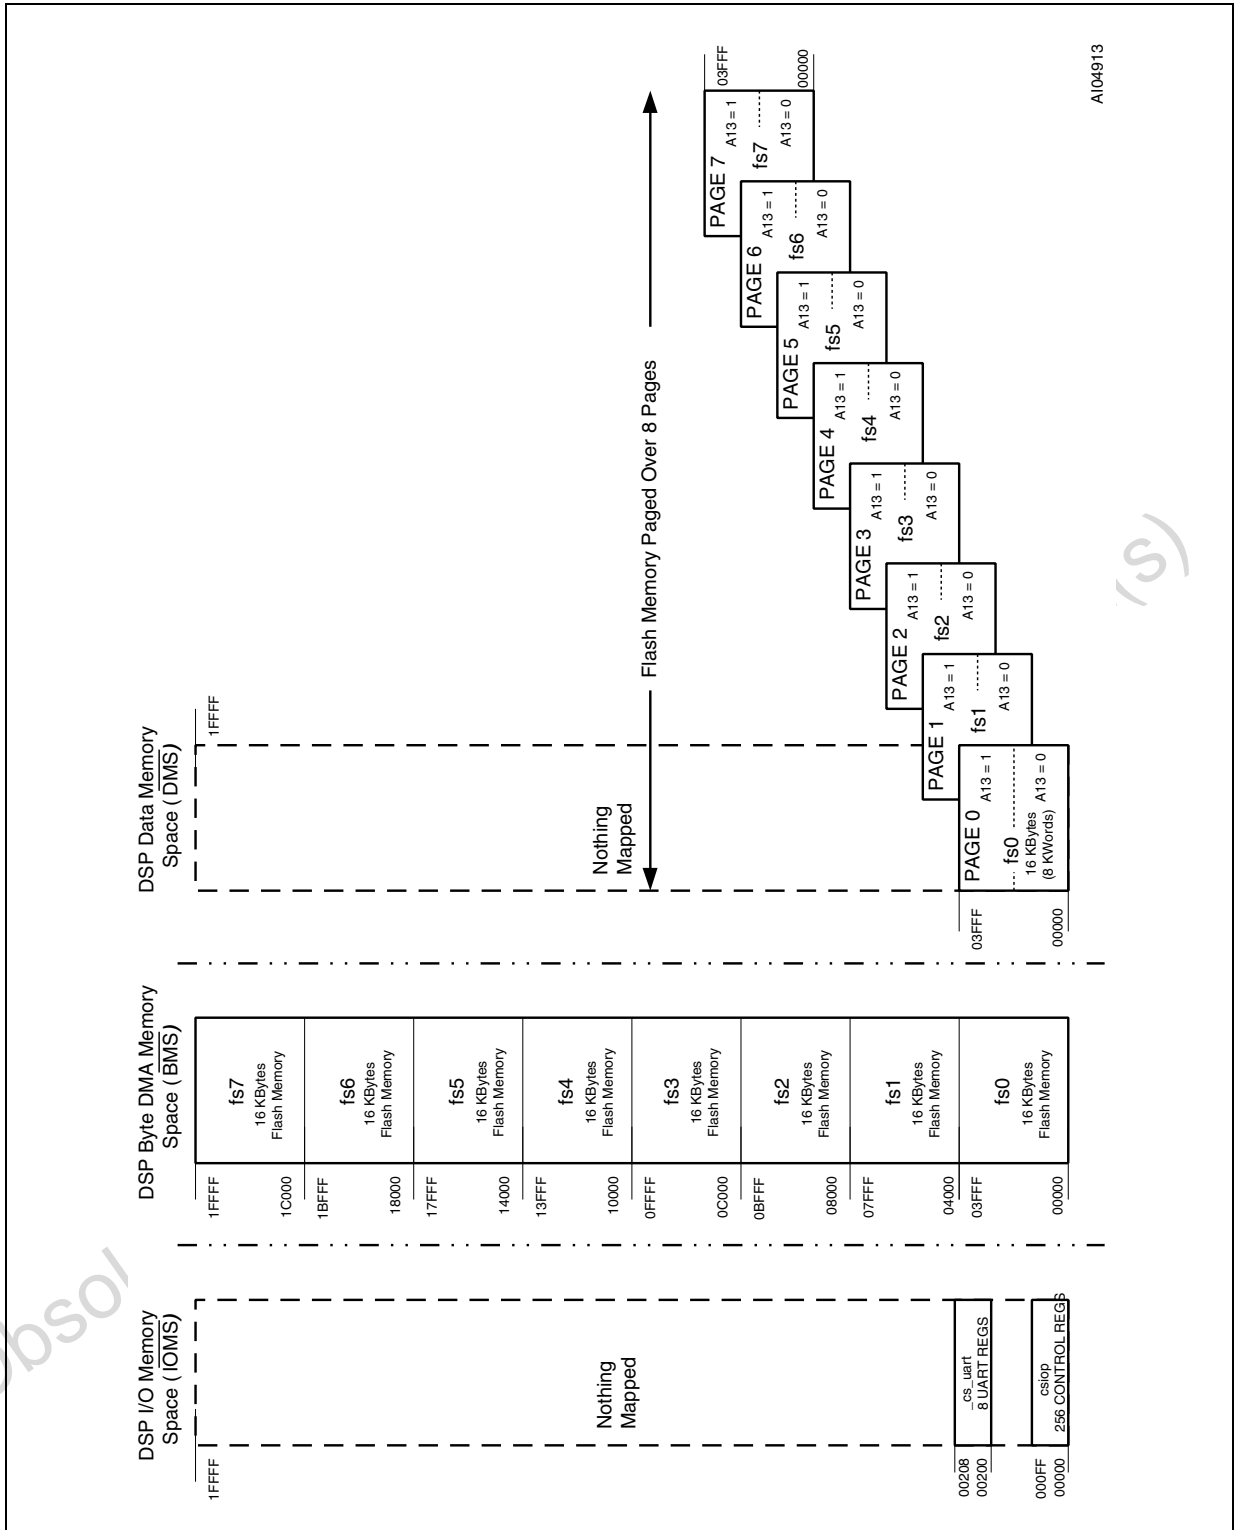 DSP I/O Memory
Space ( IOMS)
1FFFF
Nothing
Mapped
00208
00200
_cs_uart
8 UART REGS
000FF
00000
csiop
256 CONTROL REGS
DSP Byte DMA Memory
Space ( BMS)
1FFFF
fs7
16 KBytes
Flash Memory
1C000
1BFFF
fs6
16 KBytes
Flash Memory
18000
17FFF
fs5
16 KBytes
Flash Memory
14000
13FFF
fs4
16 KBytes
Flash Memory
10000
0FFFF
fs3
16 KBytes
Flash Memory
0C000
0BFFF
fs2
16 KBytes
Flash Memory
08000
07FFF
fs1
16 KBytes
Flash Memory
04000
03FFF
fs0
16 KBytes
Flash Memory
00000
DSP Data Memory
Space ( DMS)
1FFFF
Nothing
Mapped
Flash Memory Paged Over 8 Pages
03FFF
00000
PAGE 0
A13 = 1
fs0
A13 = 0
16 KBytes
(8 KWords)
PAGE 1
A13 = 1
fs1
A13 = 0
PAGE 2
A13 = 1
fs2
A13 = 0
PAGE 3
A13 = 1
fs3
A13 = 0
PAGE 4
A13 = 1
fs4
A13 = 0
PAGE 5
A13 = 1
fs5
A13 = 0
PAGE 6
A13 = 1
fs6
A13 = 0
PAGE 7
A13 = 1
fs7
A13 = 0
03FFF
00000
AI04913